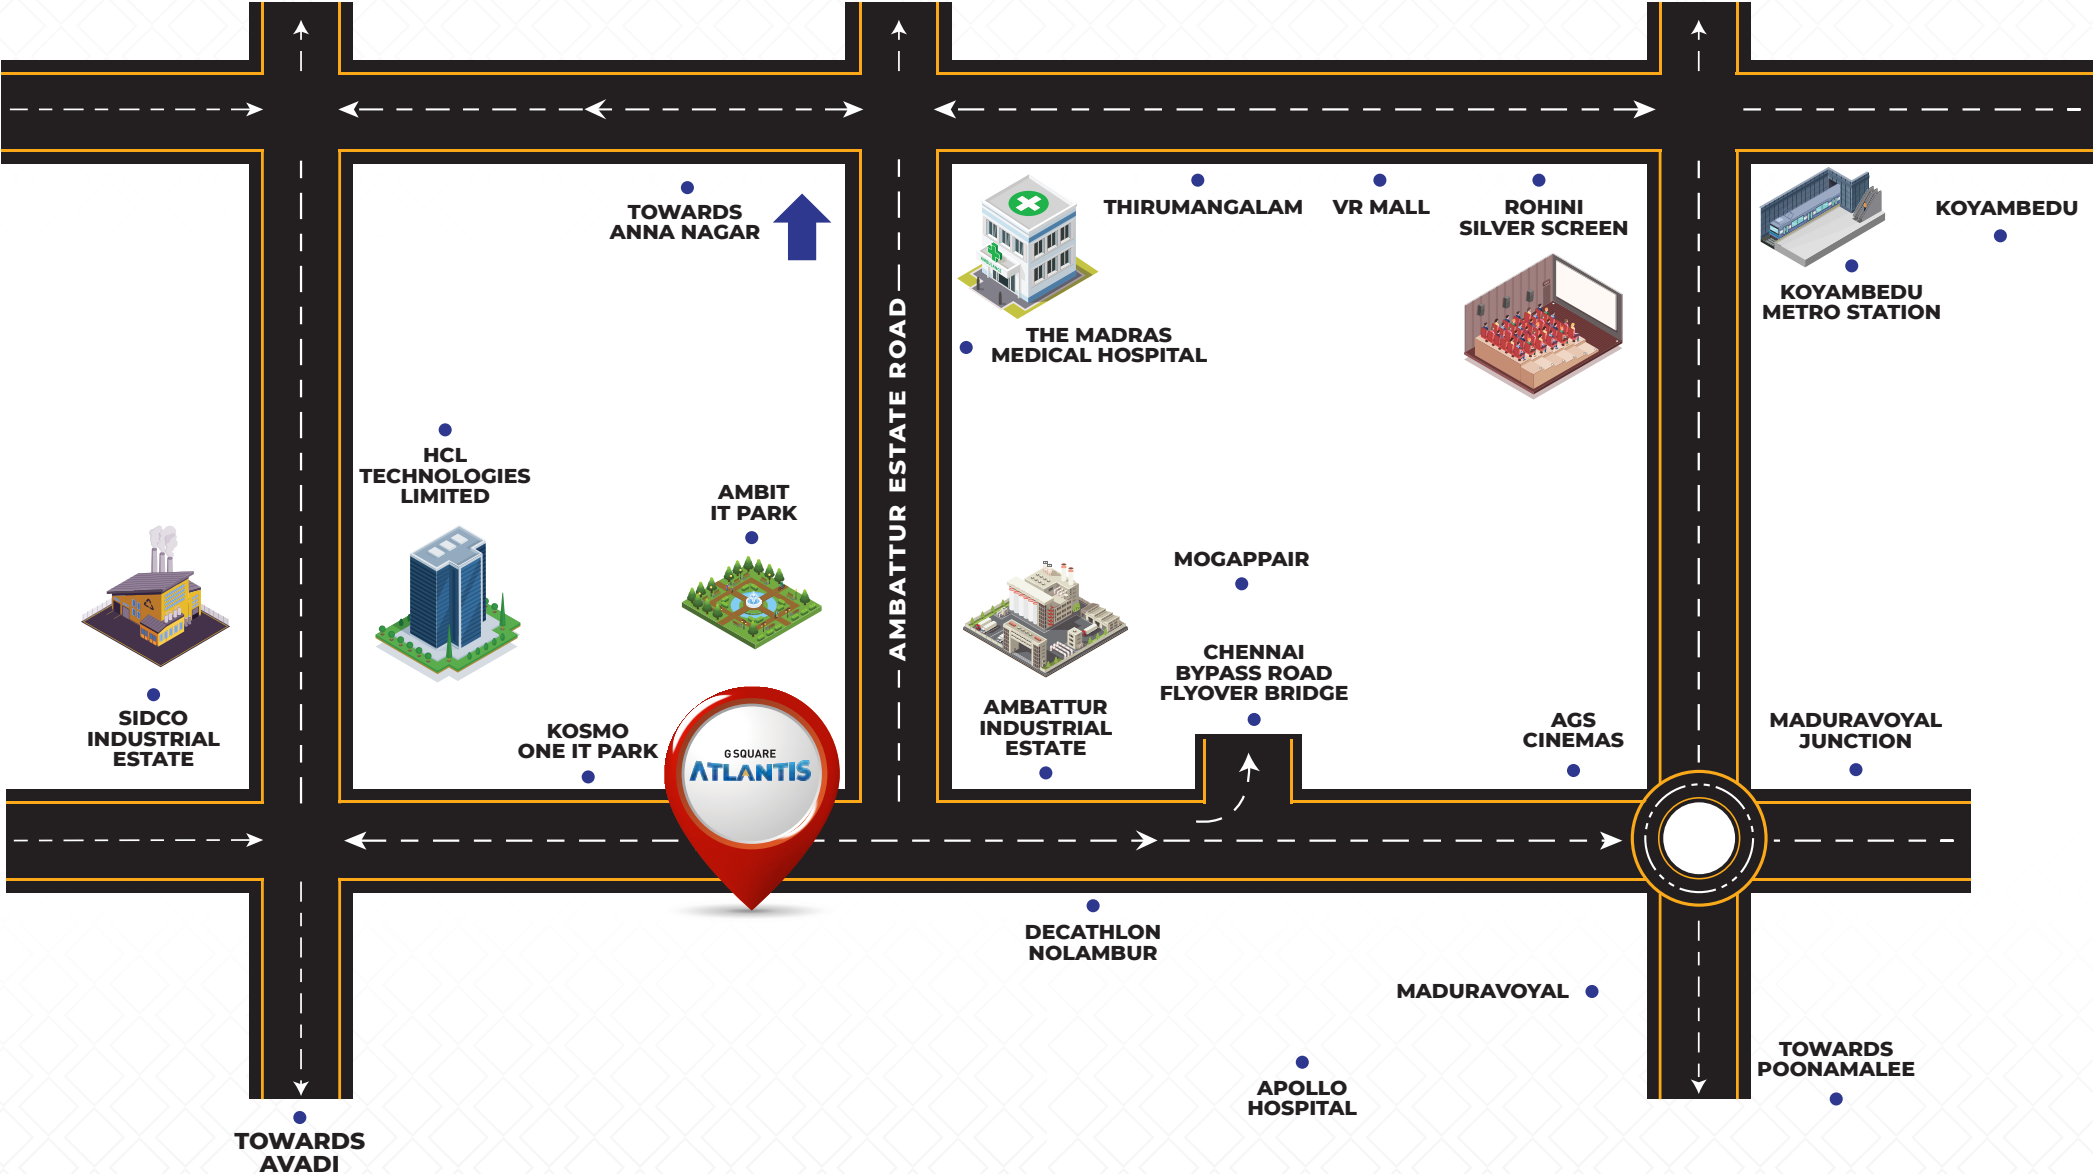 TOWARDS
ANNA NAGAR
THIRUMANGALAM
VR MALL
ROHINI
SILVER SCREEN
KOYAMBEDU
KOYAMBEDU
METRO STATION
THE MADRAS
MEDICAL HOSPITAL
AMBATTUR ESTATE ROAD
HCL
TECHNOLOGIES
LIMITED
AMBIT
IT PARK
MOGAPPAIR
CHENNAI
BYPASS ROAD
FLYOVER BRIDGE
SIDCO
INDUSTRIAL
ESTATE
KOSMO
ONE IT PARK
G SQUARE
ATLANTIS
AMBATTUR
INDUSTRIAL
ESTATE
AGS
CINEMAS
MADURAVOYAL
JUNCTION
DECATHLON
NOLAMBUR
MADURAVOYAL
APOLLO
HOSPITAL
TOWARDS
POONAMALEE
TOWARDS
AVADI